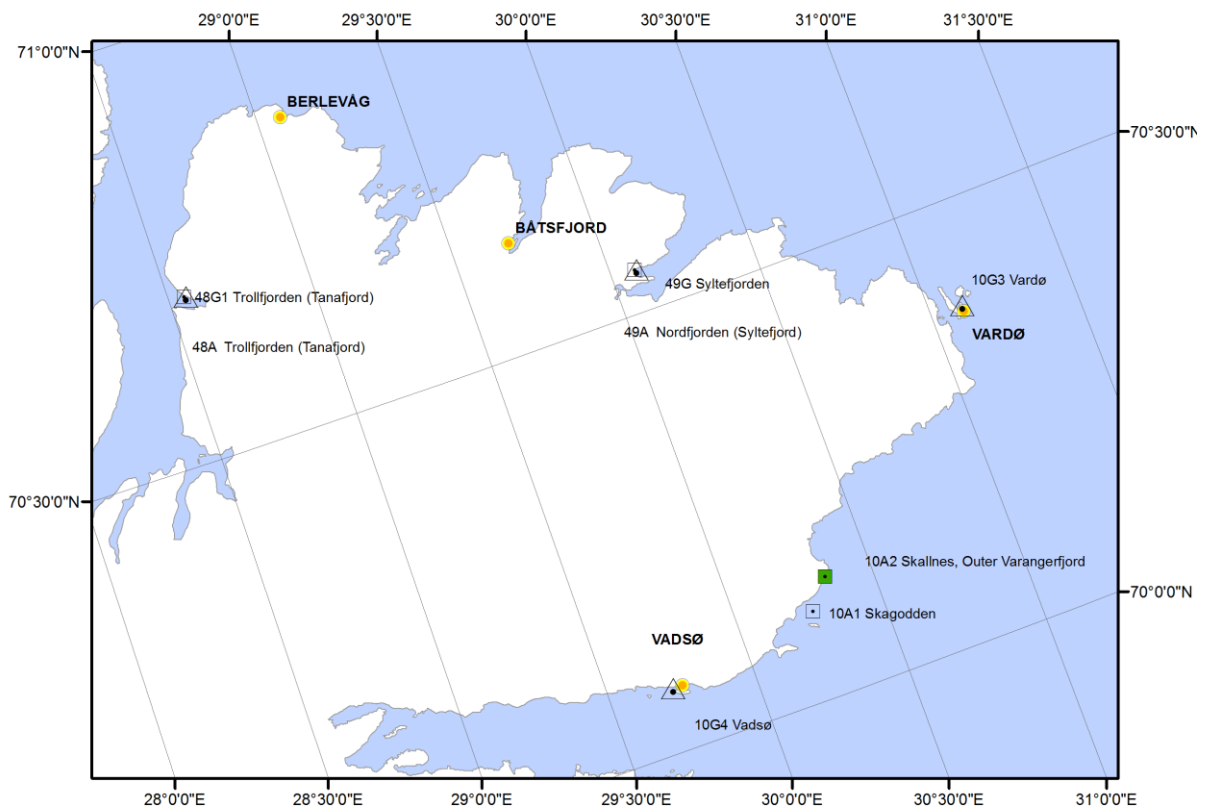 29°0'0"E 29°30'0"E 30°0'0"E 30°30'0"E 31°0'0"E 31°30'0"E
71°0'0"N
BERLEVÅG
70°30'0"N
BÅTSFJORD
10G3 Vardø
49G Syltefjorden
48G1 Trollfjorden (Tanafjord)
49A Nordfjorden (Syltefjord)
VARDØ
48A Trollfjorden (Tanafjord)
70°30'0"N
10A2 Skallnes, Outer Varangerfjord
70°0'0"N
10A1 Skagodden
VADSØ
10G4 Vadsø
28°0'0"E 28°30'0"E 29°0'0"E 29°30'0"E 30°0'0"E 30°30'0"E 31°0'0"E